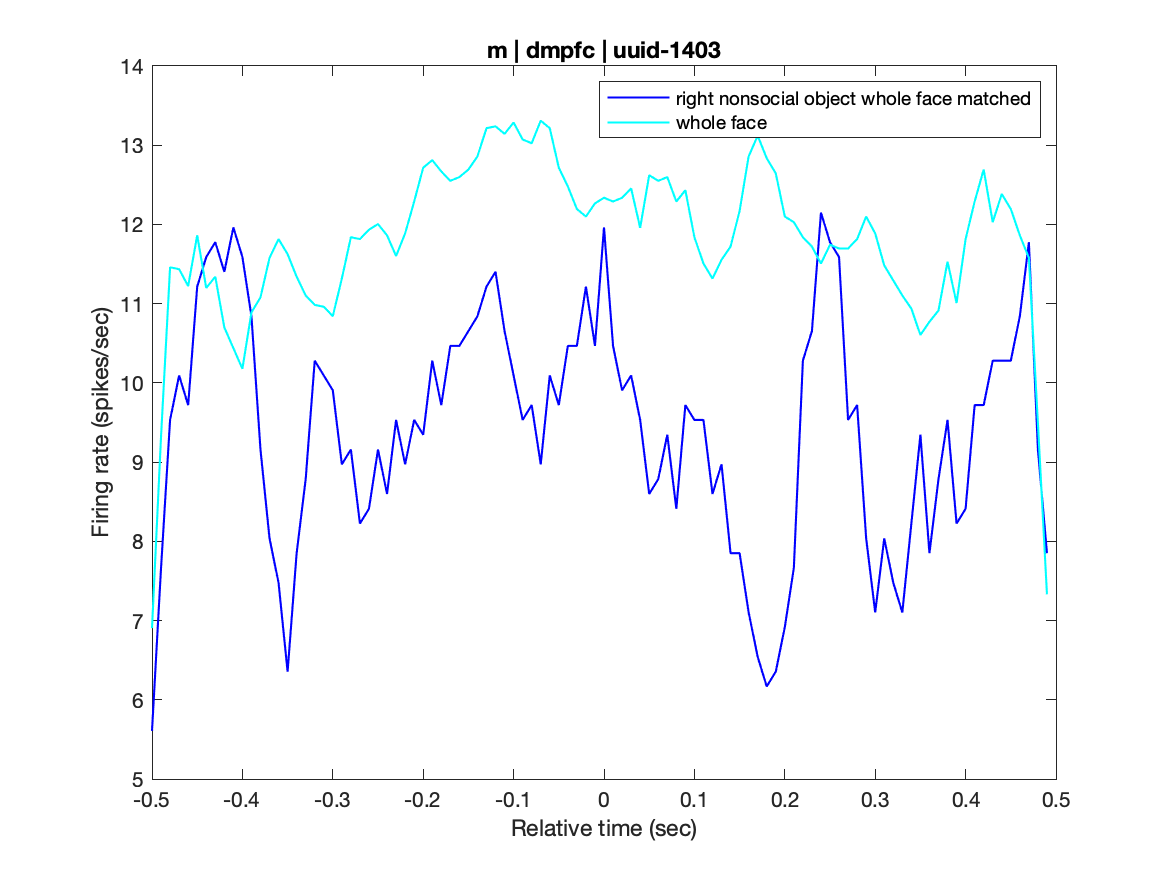 m | dmpfc | uuid-1403
right nonsocial object whole face matched
whole face
Firing rate (spikes/sec)
14
13
12
11
10
9
8
7
6
5
-0.5 -0.4 -0.3 -0.2 -0.1 0 0.1 0.2 0.3 0.4 0.5
Relative time (sec)